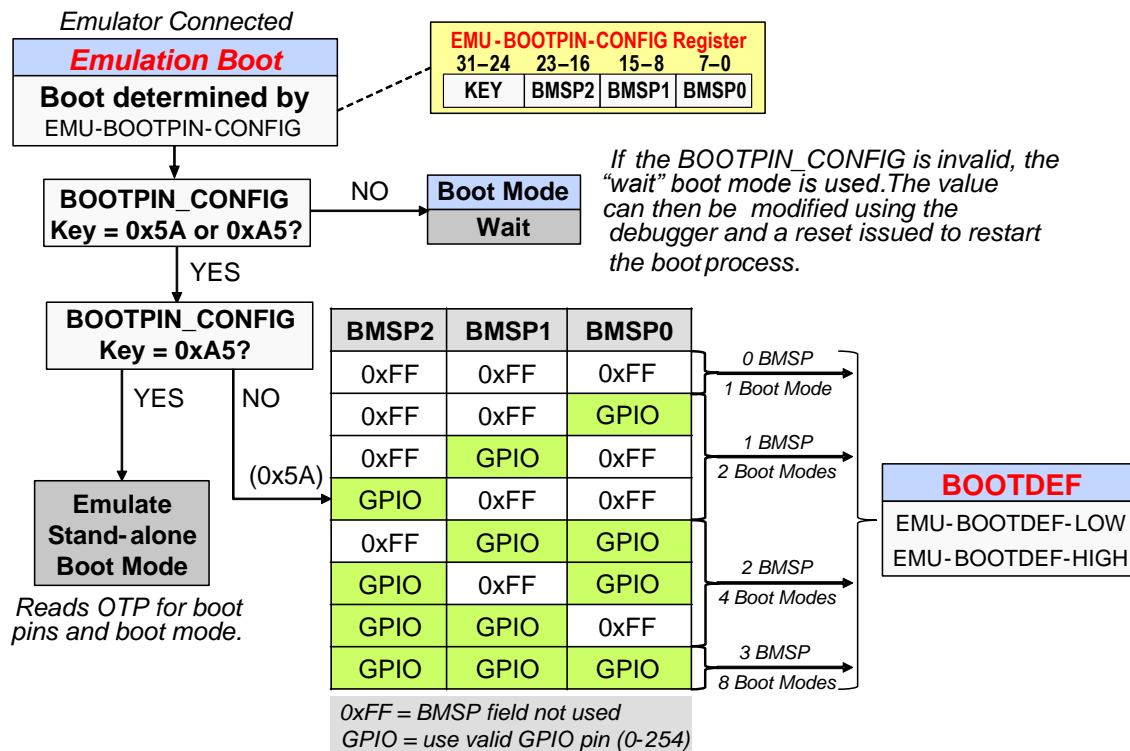 Emulator Connected
Emulation Boot
Boot determined by
EMU-BOOTPIN-CONFIG
EMU-BOOTPIN-CONFIG Register
31–24 23–16 15–8 7–0
KEY BMSP2 BMSP1 BMSP0
If the BOOTPIN_CONFIG is invalid, the
“wait” boot mode is used.The value
can then be modified using the
debugger and a reset issued to restart
the boot process.
BOOTPIN_CONFIG
Key = 0x5A or 0xA5?
NO
Boot Mode
Wait
YES
BOOTPIN_CONFIG
Key = 0xA5?
YES
NO
(0x5A)
Emulate
Stand-alone
Boot Mode
Reads OTP for boot
pins and boot mode.
BMSP2 BMSP1 BMSP0
0xFF 0xFF 0xFF
0xFF 0xFF GPIO
0xFF GPIO 0xFF
GPIO 0xFF 0xFF
0xFF GPIO GPIO
GPIO 0xFF GPIO
GPIO GPIO 0xFF
GPIO GPIO GPIO
0xFF = BMSP field not used
GPIO = use valid GPIO pin (0-254)
0 BMSP
1 Boot Mode
1 BMSP
2 Boot Modes
2 BMSP
4 Boot Modes
3 BMSP
8 Boot Modes
BOOTDEF
EMU-BOOTDEF-LOW
EMU-BOOTDEF-HIGH